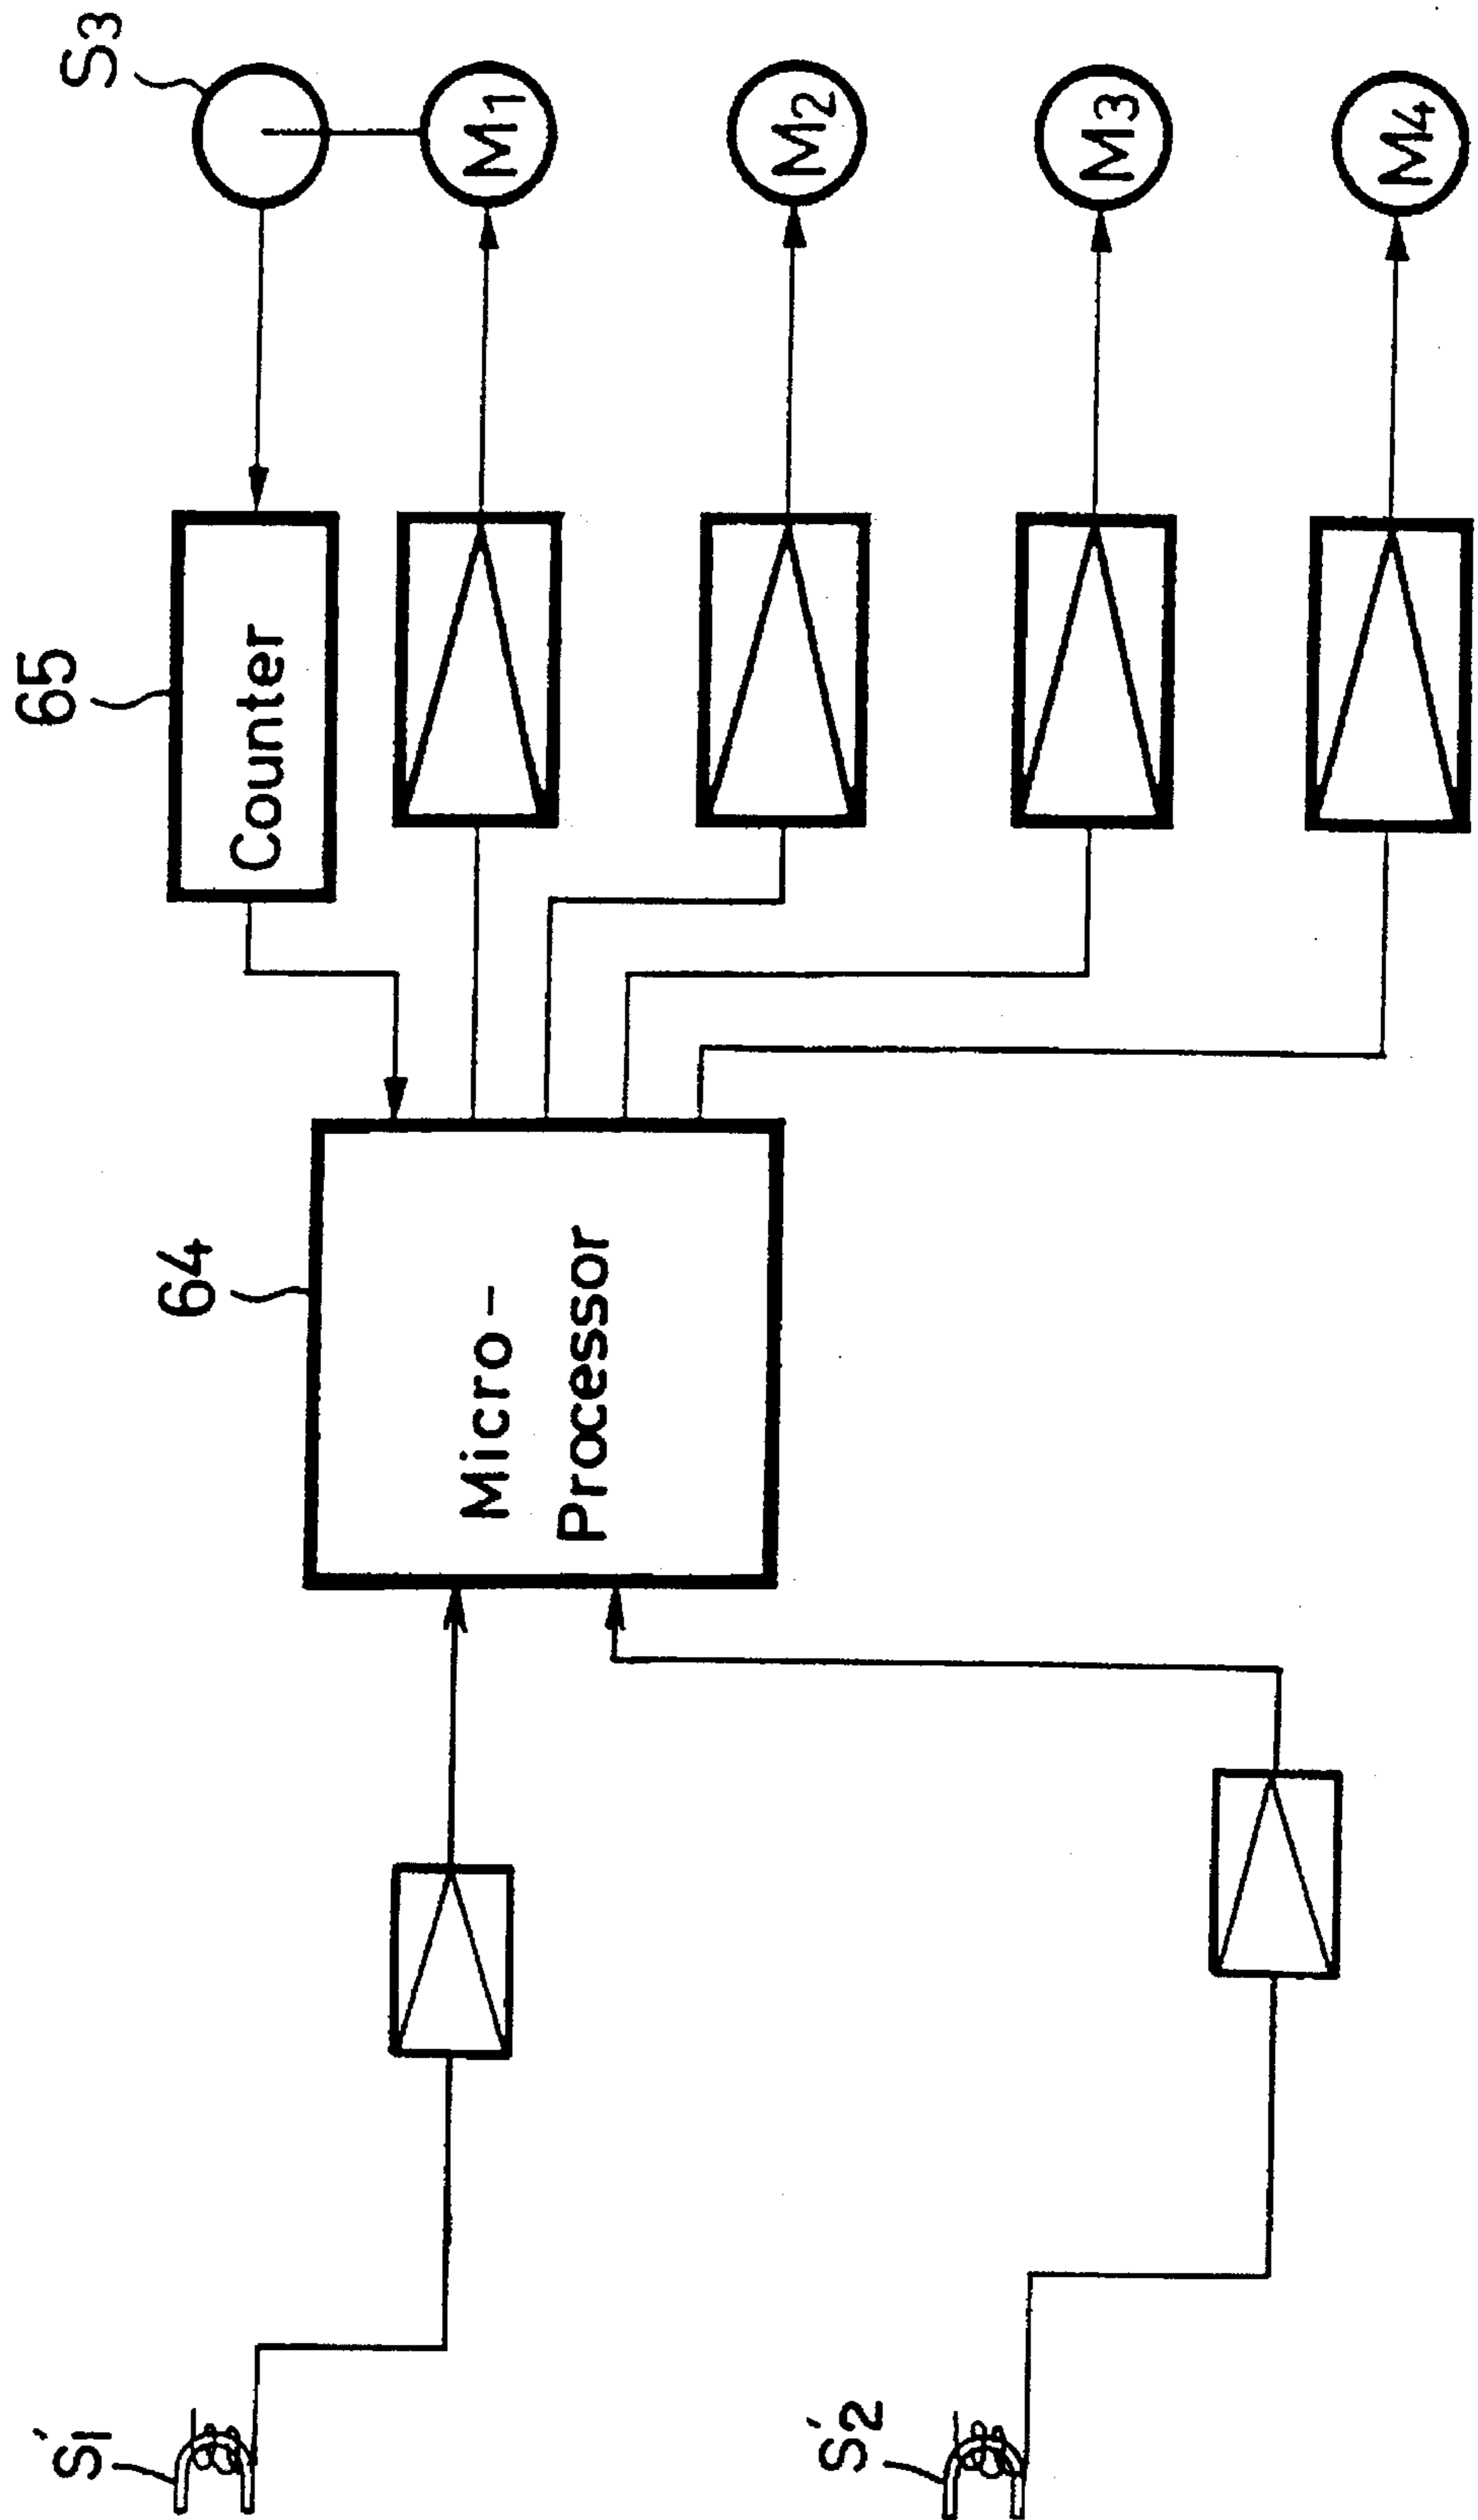 S1
S2
64
Micro-
Processor
65
Counter
S3
M1
M2
M3
M4